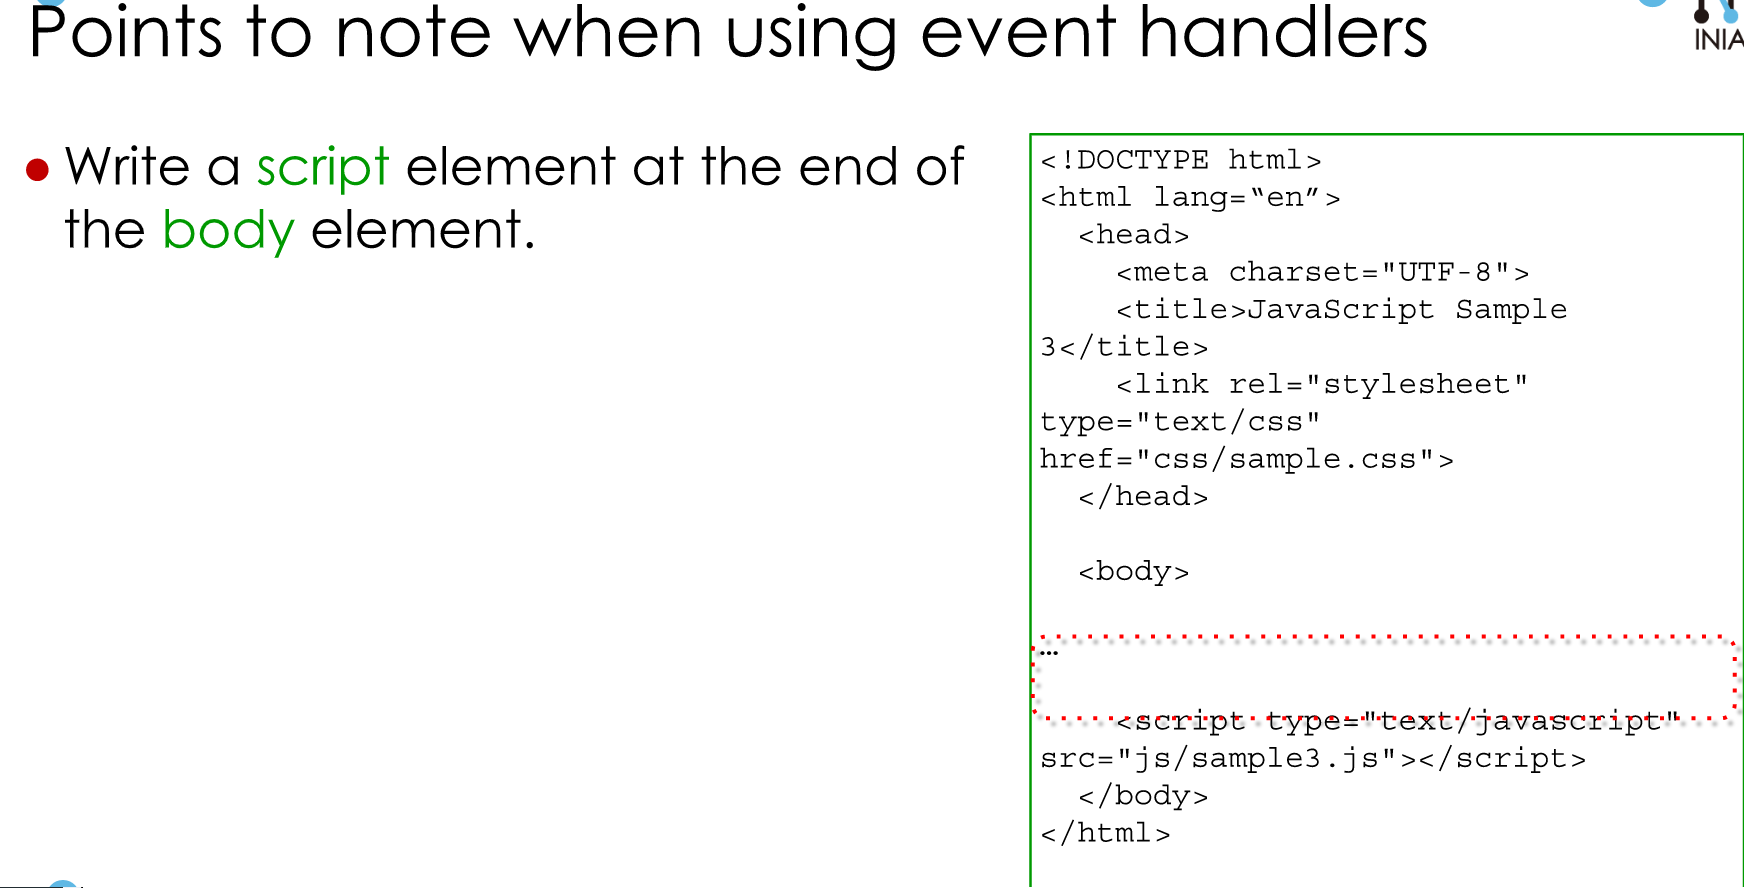 Points to note when using event handlers
INIA
Write a script element at the end of
the body element.
<!DOCTYPE html>
<html lang=“en”>
<head>
<meta charset="UTF-8">
<title>JavaScript Sample
3</title>
<link rel="stylesheet"
type="text/css"
href="css/sample.css">
</head>
<body>
…
<script type="text/javascript"
src="js/sample3.js"></script>
</body>
</html>